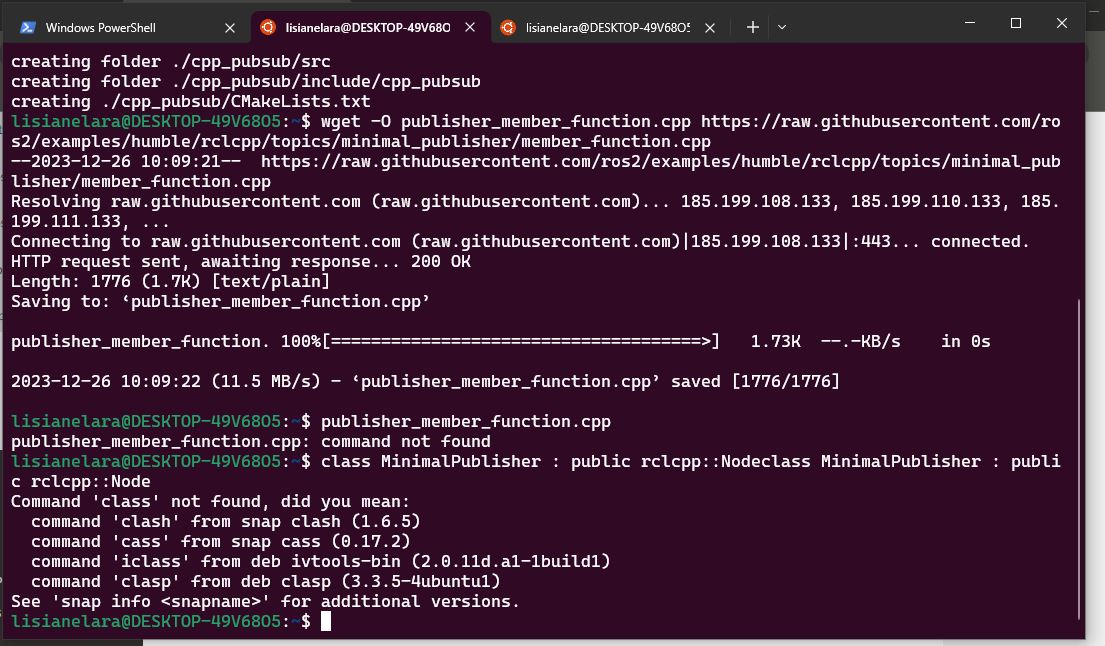 Windows PowerShell
lisianelara@DESKTOP-49V68O
lisianelara@DESKTOP-49V68O5
creating folder ./cpp_pubsub/src
creating folder ./cpp_pubsub/include/cpp_pubsub
creating ./cpp_pubsub/CMakeLists.txt
lisianelara@DESKTOP-49V68O5:~$ wget -O publisher_member_function.cpp https://raw.githubusercontent.com/ro
s2/examples/humble/rclcpp/topics/minimal_publisher/member_function.cpp
--2023-12-26 10:09:21--  https://raw.githubusercontent.com/ros2/examples/humble/rclcpp/topics/minimal_pub
lisher/member_function.cpp
Resolving raw.githubusercontent.com (raw.githubusercontent.com)... 185.199.108.133, 185.199.110.133, 185.
199.111.133, ...
Connecting to raw.githubusercontent.com (raw.githubusercontent.com)|185.199.108.133|:443... connected.
HTTP request sent, awaiting response... 200 OK
Length: 1776 (1.7K) [text/plain]
Saving to: ‘publisher_member_function.cpp’
publisher_member_function. 100%[=====================================>]   1.73K  --.-KB/s    in 0s
2023-12-26 10:09:22 (11.5 MB/s) - ‘publisher_member_function.cpp’ saved [1776/1776]
lisianelara@DESKTOP-49V68O5:~$ publisher_member_function.cpp
publisher_member_function.cpp: command not found
lisianelara@DESKTOP-49V68O5:~$ class MinimalPublisher : public rclcpp::Nodeclass MinimalPublisher : publi
c rclcpp::Node
Command 'class' not found, did you mean:
  command 'clash' from snap clash (1.6.5)
  command 'cass' from snap cass (0.17.2)
  command 'iclass' from deb ivtools-bin (2.0.11d.a1-1build1)
  command 'clasp' from deb clasp (3.3.5-4ubuntu1)
See 'snap info <snapname>' for additional versions.
lisianelara@DESKTOP-49V68O5:~$